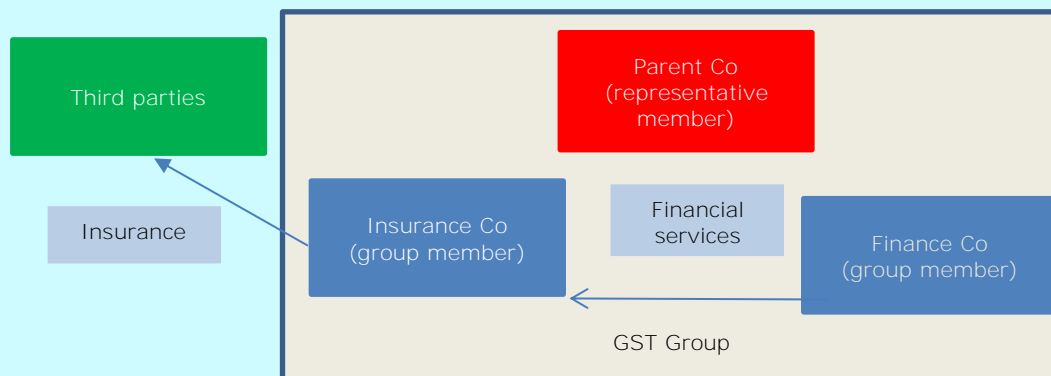 Third parties
Parent Co
(representative
member)
Insurance
Insurance Co
(group member)
Financial
services
Finance Co
(group member)
GST Group